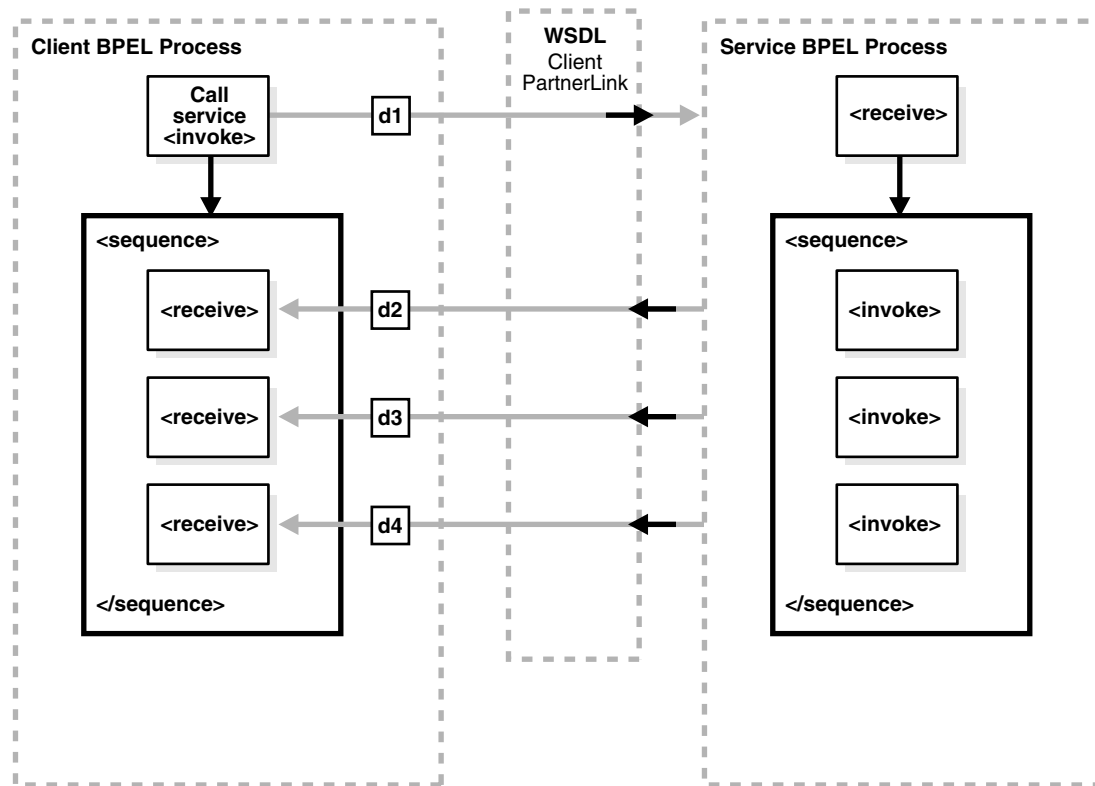 Client BPEL Process
WSDL
Client
PartnerLink
Service BPEL Process
Call
service
<invoke>
d1
<receive>
<sequence>
<sequence>
<receive>
d2
<invoke>
<receive>
d3
<invoke>
<receive>
d4
<invoke>
</sequence>
</sequence>